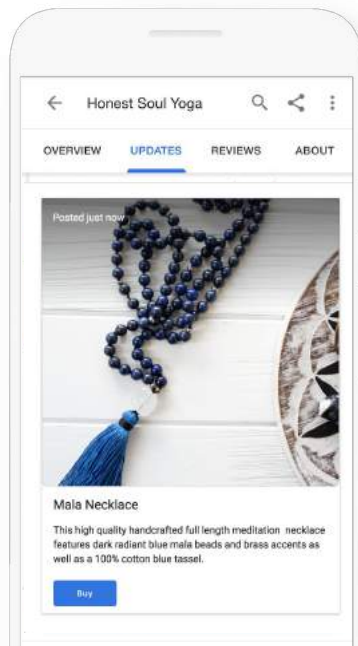 Honest Soul Yoga
OVERVIEW UPDATES REVIEWS ABOUT
Posted just now
Mala Necklace
This high quality handcrafted full length meditation necklace
features dark radiant blue mala beads and brass accents as
well as a 100% cotton blue tassel.
Buy